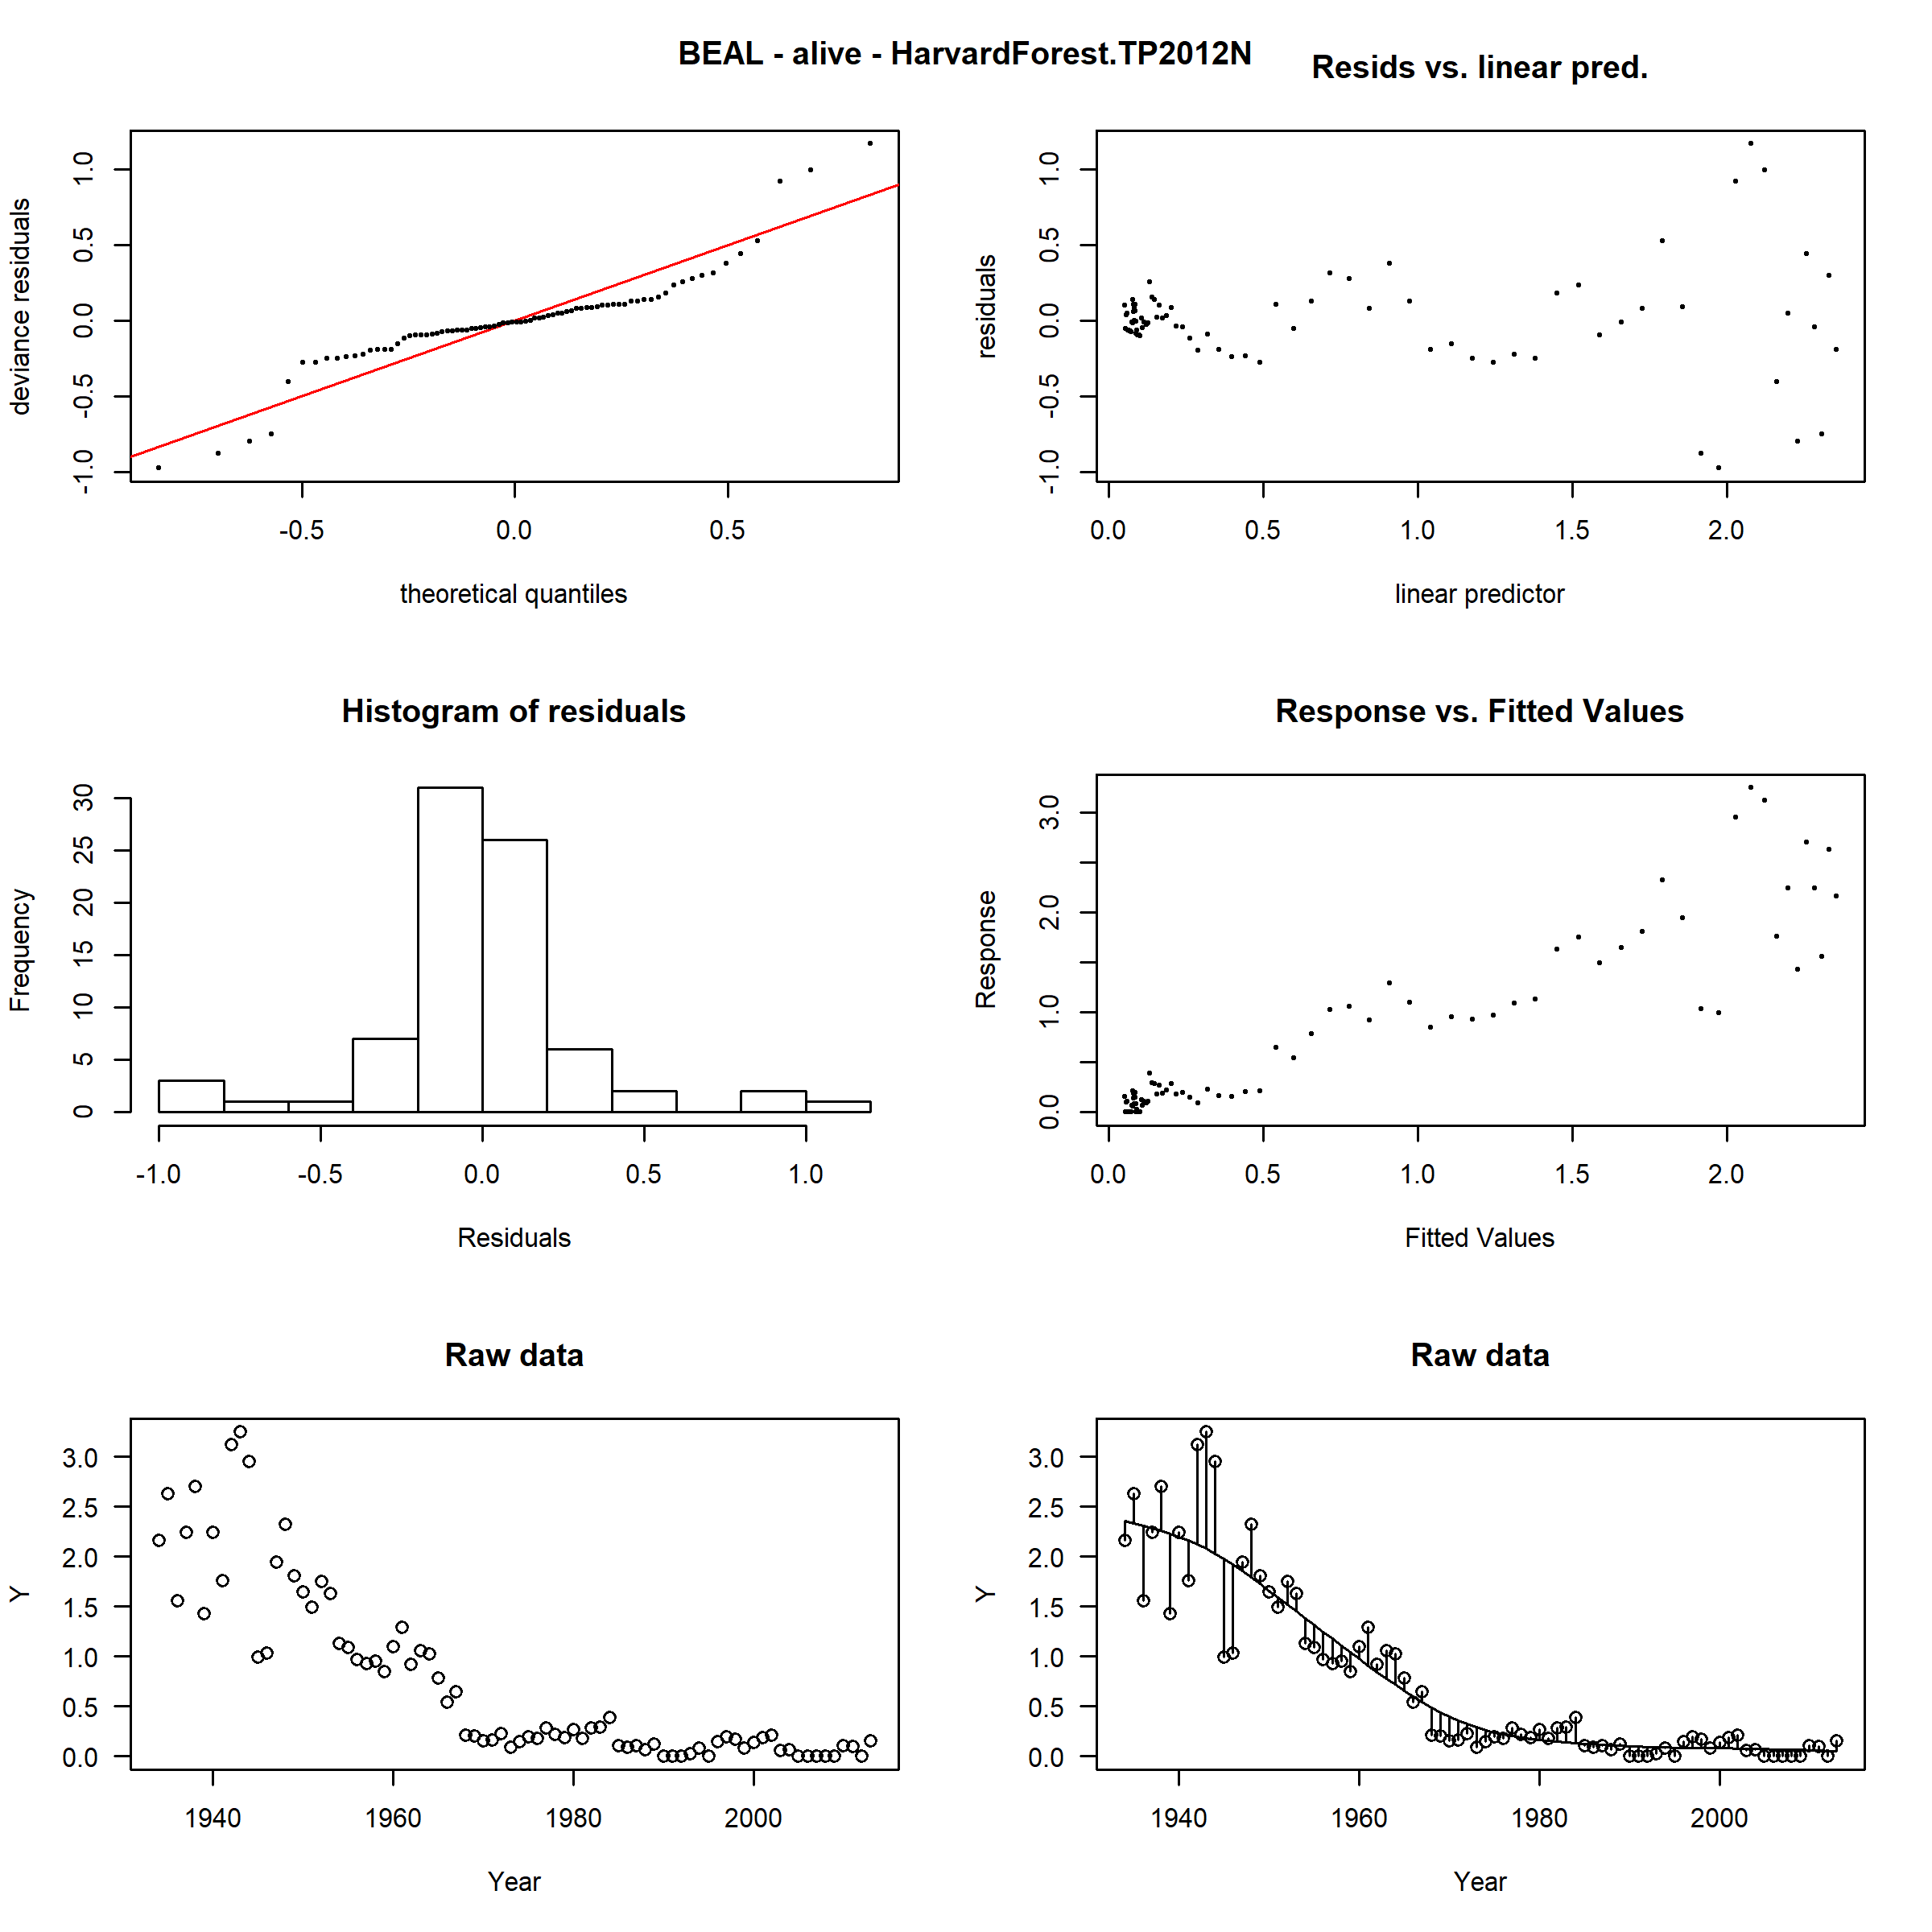 BEAL - alive - HarvardForest.TP2012N
Resids vs. linear pred.
deviance residuals
-1.0 -0.5 0.0 0.5 1.0
-0.5 0.0 0.5
theoretical quantiles
residuals
-1.0 -0.5 0.0 0.5 1.0
0.0 0.5 1.0 1.5 2.0
linear predictor
Histogram of residuals
Frequency
0 5 10 15 20 25 30
-1.0 -0.5 0.0 0.5 1.0
Residuals
Response vs. Fitted Values
Response
0.0 1.0 2.0 3.0
0.0 0.5 1.0 1.5 2.0
Fitted Values
Raw data
Y
3.0
2.5
2.0
1.5
1.0
0.5
0.0
1940 1960 1980 2000
Year
Raw data
Y
3.0
2.5
2.0
1.5
1.0
0.5
0.0
1940 1960 1980 2000
Year